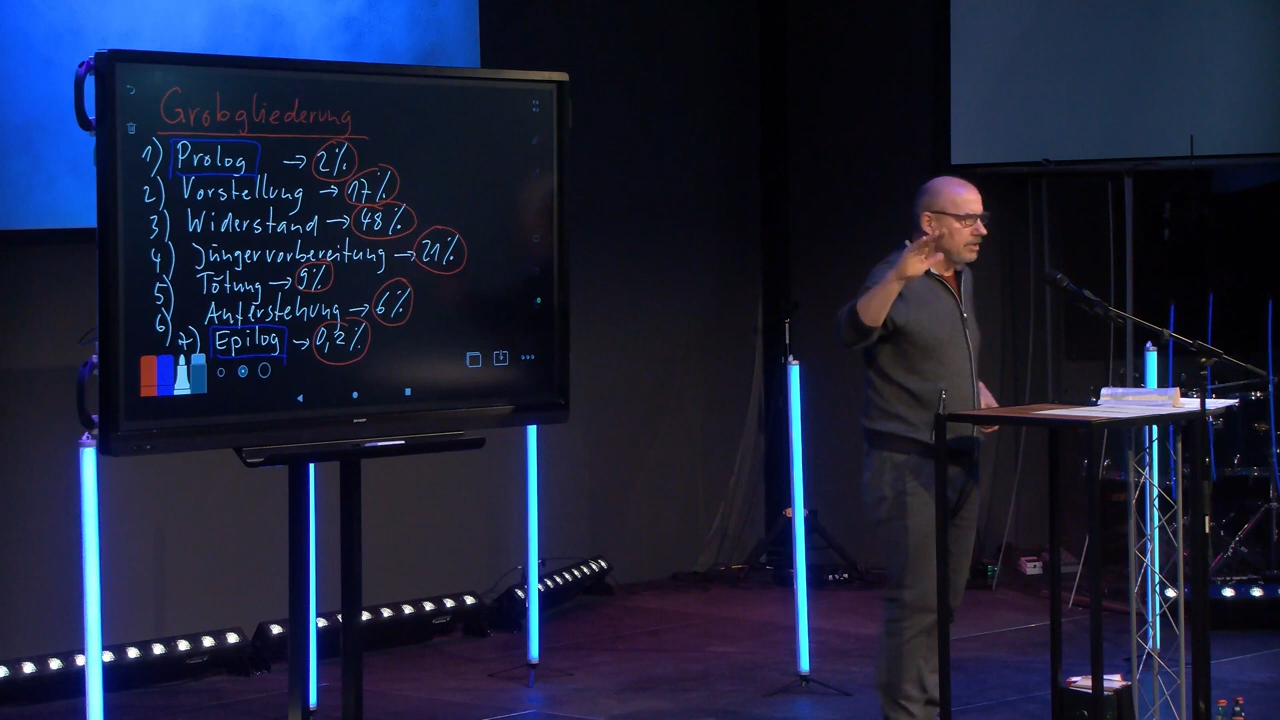 Grobgliederung
1) Prolog → 2%
2) Vorstellung → 17%
3) Widerstand → 48%
4) Jüngervorbereitung → 21%
5) Tötung → 9%
6) Auferstehung → 6%
7) Epilog → 0,2%